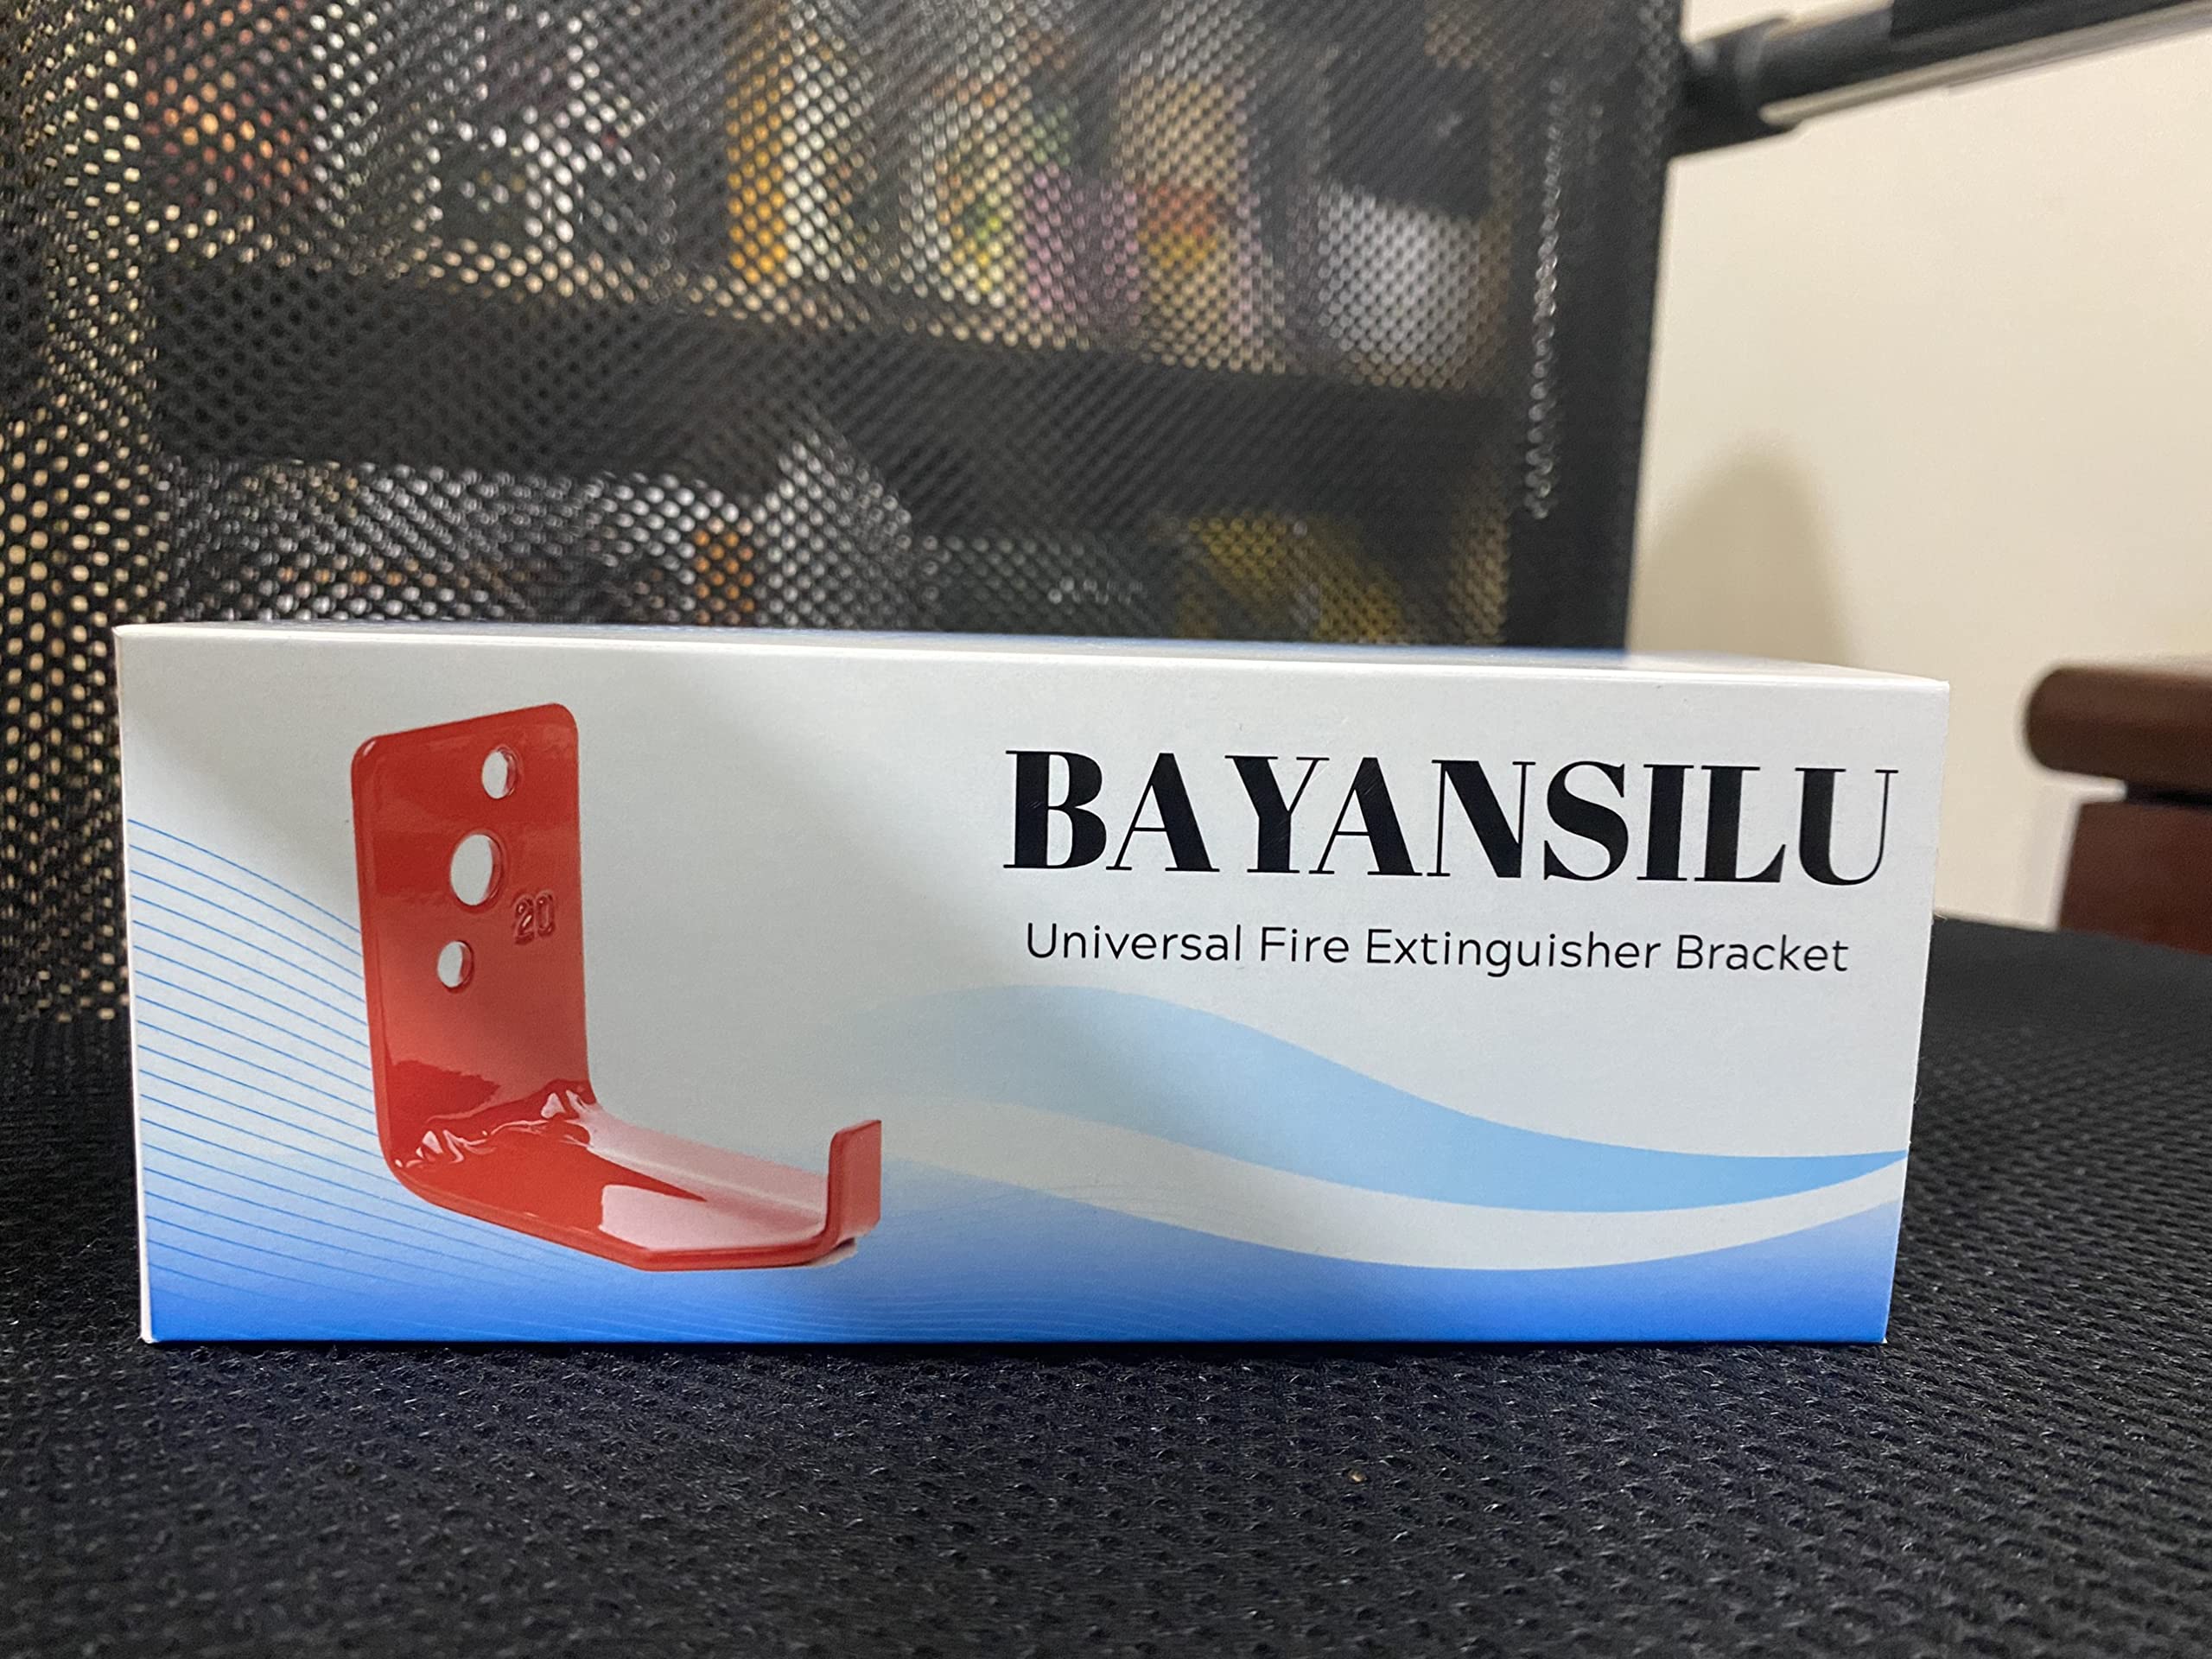 20
BAYANSILU
Universal Fire Extinguisher Bracket